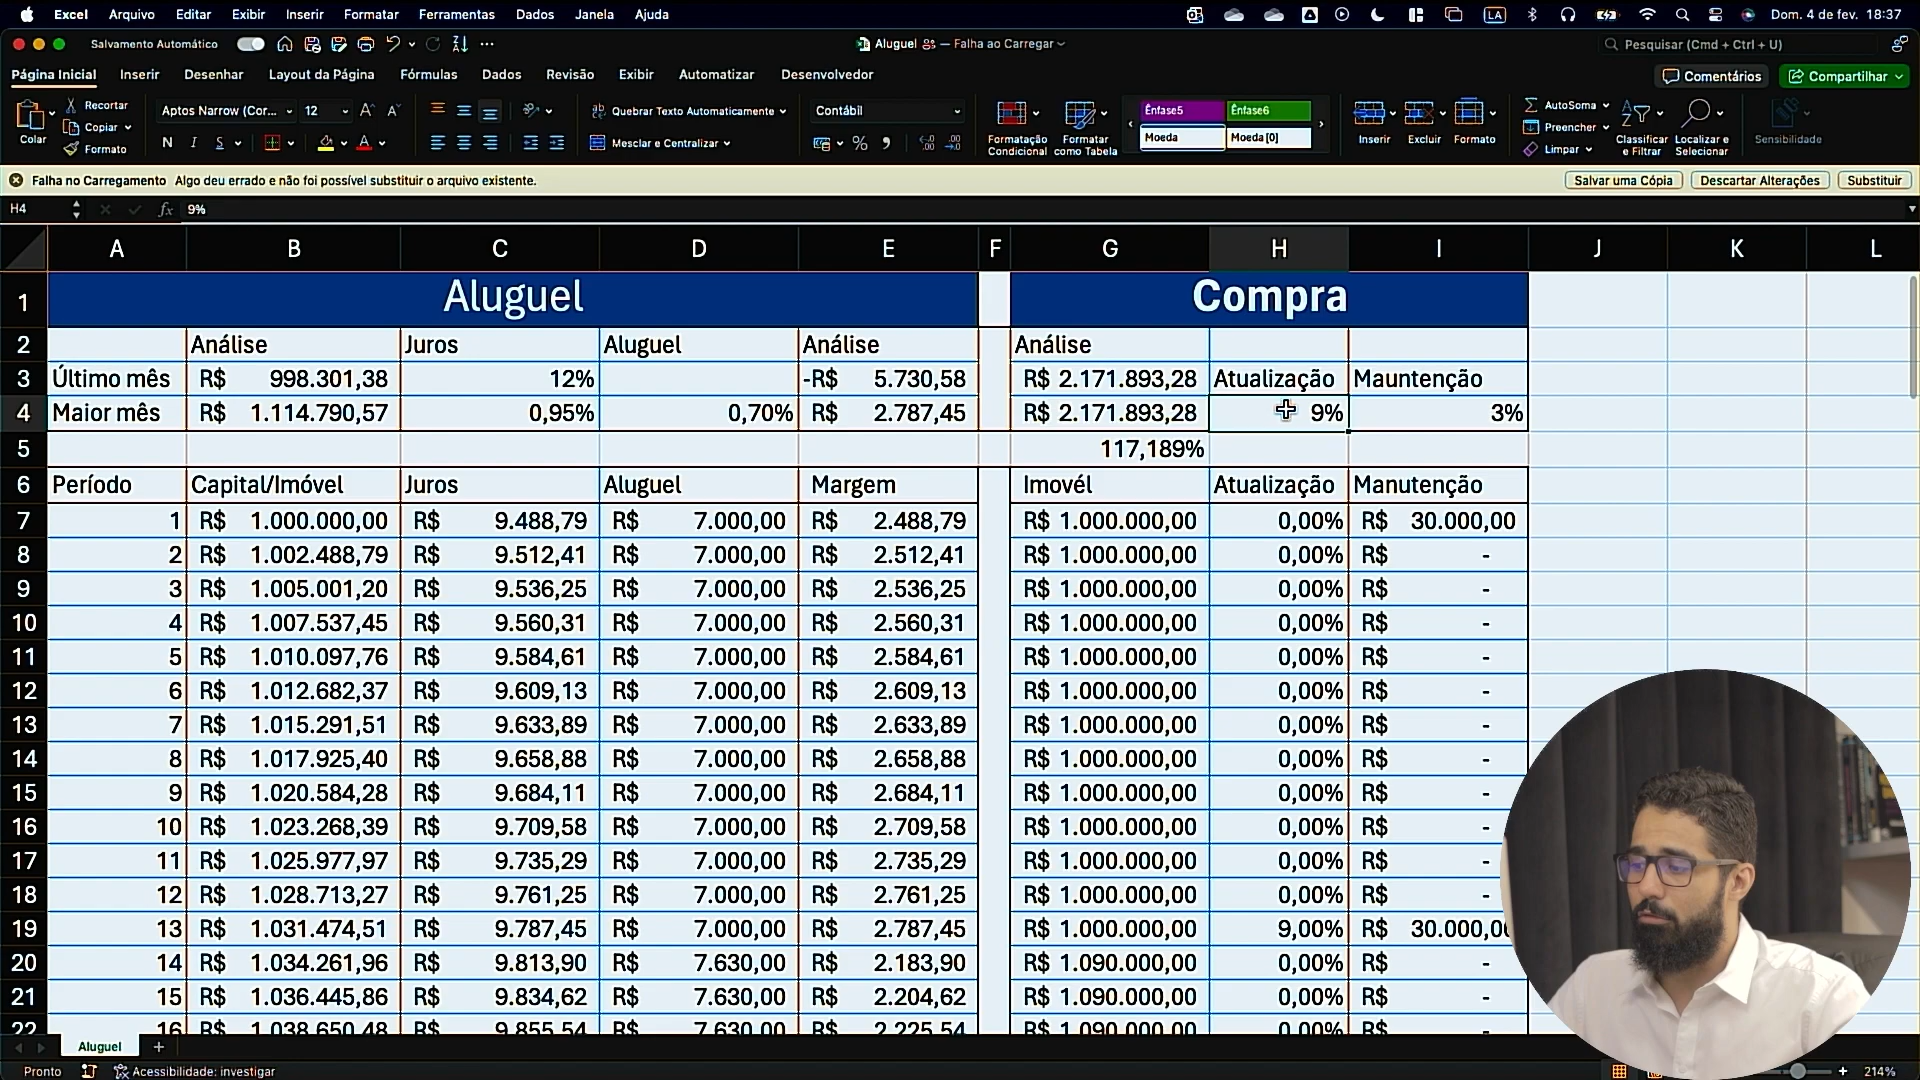 Excel Arquivo Editar Exibir Inserir Formatar Ferramentas Dados Janela Ajuda LA Dom. 4 de fev. 18:37
Salvamento Automático Aluguel — Falha ao Carregar Pesquisar (Cmd + Ctrl + U)
Página Inicial Inserir Desenhar Layout da Página Fórmulas Dados Revisão Exibir Automatizar Desenvolvedor Comentários Compartilhar
Colar Recortar Copiar Formato
Aptos Narrow (Cor... 12
N I S A
Quebrar Texto Automaticamente
Mesclar e Centralizar
Contábil
Formatação Condicional
Formatar como Tabela
Ênfase5 Ênfase6
Moeda Moeda [0]
Inserir Excluir Formato
AutoSoma Preencher Limpar
Classificar e Filtrar
Localizar e Selecionar
Sensibilidade
Falha no Carregamento Algo deu errado e não foi possível substituir o arquivo existente. Salvar uma Cópia Descartar Alterações Substituir
H4 fx 9%
A B C D E F G H I J K L
1 Aluguel Compra
2 Análise Juros Aluguel Análise Análise
3 Último mês R$ 998.301,38 12% -R$ 5.730,58 R$ 2.171.893,28 Atualização Mauntenção
4 Maior mês R$ 1.114.790,57 0,95% 0,70% R$ 2.787,45 R$ 2.171.893,28 9% 3%
5 117,189%
6 Período Capital/Imóvel Juros Aluguel Margem Imovél Atualização Manutenção
7 1 R$ 1.000.000,00 R$ 9.488,79 R$ 7.000,00 R$ 2.488,79 R$ 1.000.000,00 0,00% R$ 30.000,00
8 2 R$ 1.002.488,79 R$ 9.512,41 R$ 7.000,00 R$ 2.512,41 R$ 1.000.000,00 0,00% R$ -
9 3 R$ 1.005.001,20 R$ 9.536,25 R$ 7.000,00 R$ 2.536,25 R$ 1.000.000,00 0,00% R$ -
10 4 R$ 1.007.537,45 R$ 9.560,31 R$ 7.000,00 R$ 2.560,31 R$ 1.000.000,00 0,00% R$ -
11 5 R$ 1.010.097,76 R$ 9.584,61 R$ 7.000,00 R$ 2.584,61 R$ 1.000.000,00 0,00% R$ -
12 6 R$ 1.012.682,37 R$ 9.609,13 R$ 7.000,00 R$ 2.609,13 R$ 1.000.000,00 0,00% R$ -
13 7 R$ 1.015.291,51 R$ 9.633,89 R$ 7.000,00 R$ 2.633,89 R$ 1.000.000,00 0,00% R$ -
14 8 R$ 1.017.925,40 R$ 9.658,88 R$ 7.000,00 R$ 2.658,88 R$ 1.000.000,00 0,00% R$ -
15 9 R$ 1.020.584,28 R$ 9.684,11 R$ 7.000,00 R$ 2.684,11 R$ 1.000.000,00 0,00% R$ -
16 10 R$ 1.023.268,39 R$ 9.709,58 R$ 7.000,00 R$ 2.709,58 R$ 1.000.000,00 0,00% R$ -
17 11 R$ 1.025.977,97 R$ 9.735,29 R$ 7.000,00 R$ 2.735,29 R$ 1.000.000,00 0,00% R$ -
18 12 R$ 1.028.713,27 R$ 9.761,25 R$ 7.000,00 R$ 2.761,25 R$ 1.000.000,00 0,00% R$ -
19 13 R$ 1.031.474,51 R$ 9.787,45 R$ 7.000,00 R$ 2.787,45 R$ 1.000.000,00 9,00% R$ 30.000,00
20 14 R$ 1.034.261,96 R$ 9.813,90 R$ 7.630,00 R$ 2.183,90 R$ 1.090.000,00 0,00% R$ -
21 15 R$ 1.036.445,86 R$ 9.834,62 R$ 7.630,00 R$ 2.204,62 R$ 1.090.000,00 0,00% R$ -
22 16 R$ 1.038.650,48 R$ 9.855,54 R$ 7.630,00 R$ 2.225,54 R$ 1.090.000,00 0,00% R$
Aluguel +
Pronto Acessibilidade: investigar + 214%